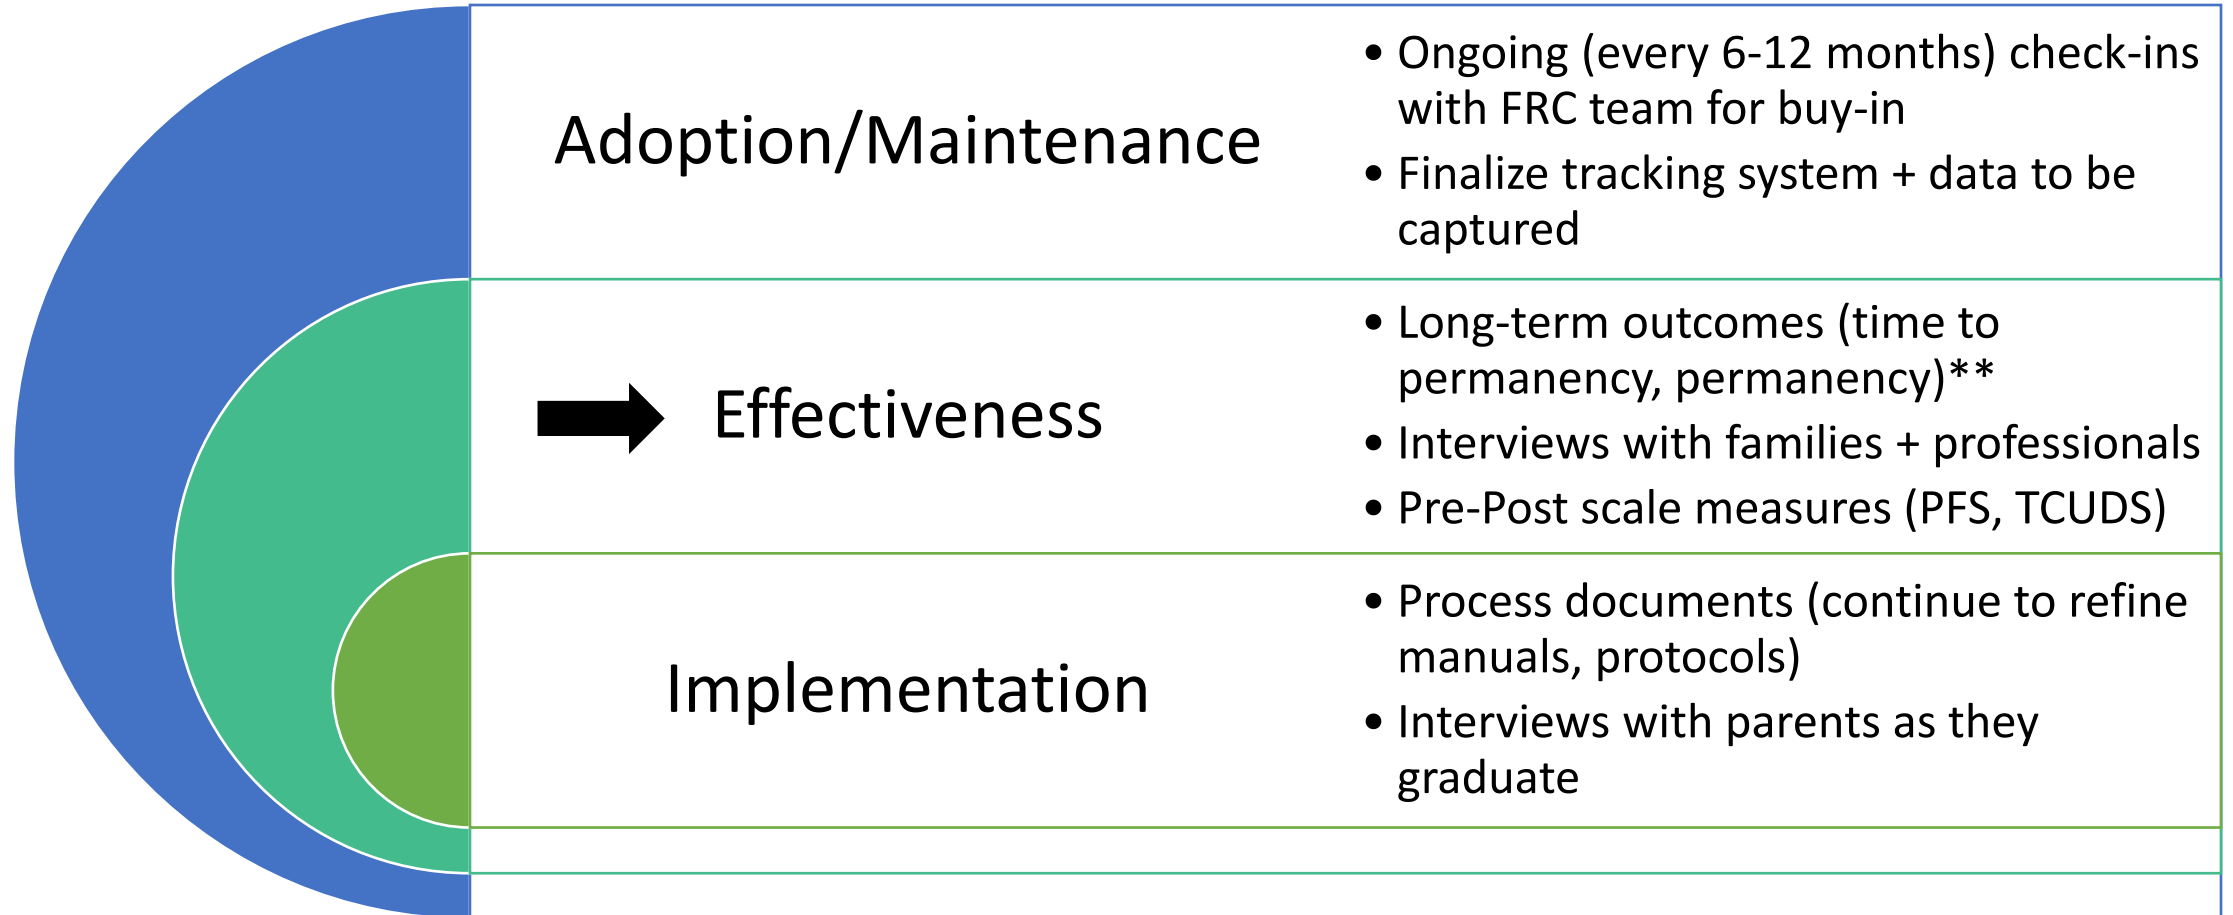 Adoption/Maintenance
• Ongoing (every 6-12 months) check-ins
with FRC team for buy-in
• Finalize tracking system + data to be
captured
Effectiveness
• Long-term outcomes (time to
permanency, permanency)**
• Interviews with families + professionals
• Pre-Post scale measures (PFS, TCUDS)
Implementation
• Process documents (continue to refine
manuals, protocols)
• Interviews with parents as they
graduate